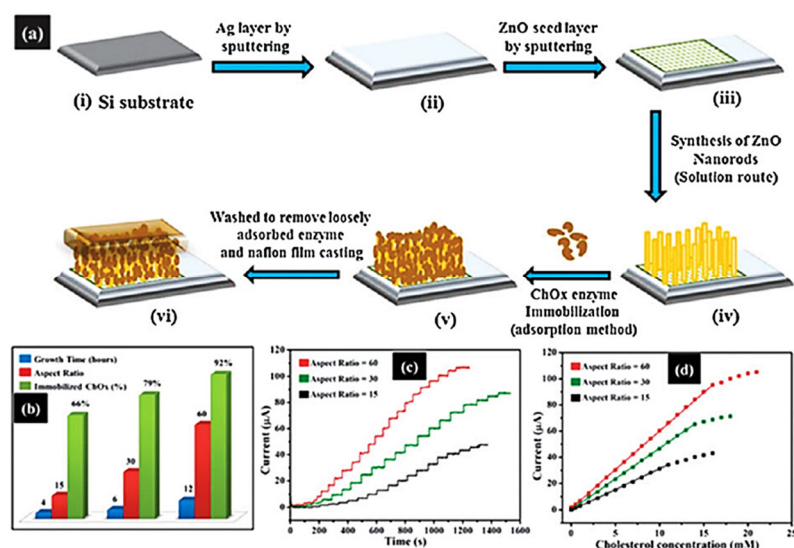 (a)
Ag layer by
sputtering
ZnO seed layer
by sputtering
(i) Si substrate
(ii)
(iii)
Synthesis of ZnO
Nanorods
(Solution route)
Washed to remove loosely
adsorbed enzyme
and nafion film casting
ChOx enzyme
Immobilization
(adsorption method)
(vi)
(v)
(iv)
(b)
Growth Time (hours)
Aspect Ratio
Immobilized ChOx (%)
4
15
66%
6
30
79%
12
60
92%
(c)
Aspect Ratio = 60
Aspect Ratio = 30
Aspect Ratio = 15
Current (µA)
120
100
80
60
40
20
0
0 200 400 600 800 1000 1200 1400 1600
Time (s)
(d)
Aspect Ratio = 60
Aspect Ratio = 30
Aspect Ratio = 15
Current (µA)
120
100
80
60
40
20
0
0 5 10 15 20 25
Cholesterol concentration (mM)